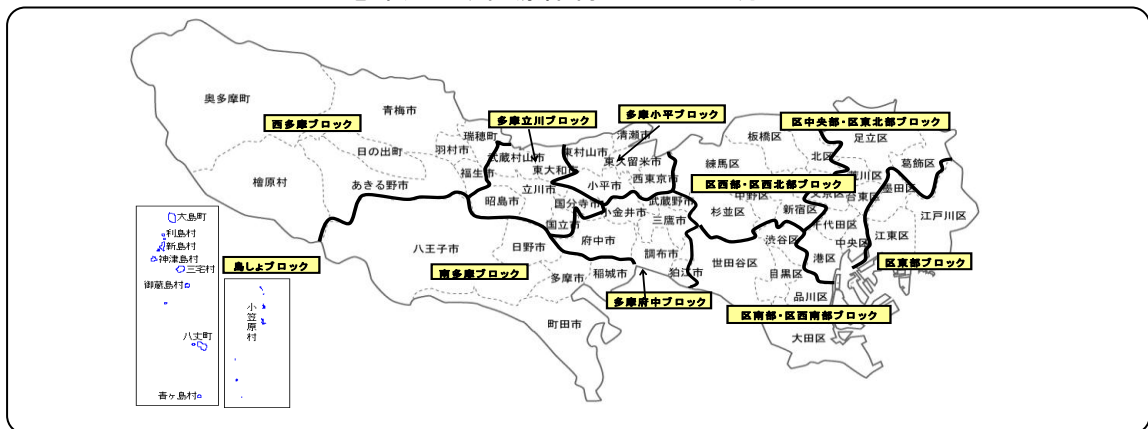 奥多摩町
青梅市
西多摩ブロック
瑞穂町
日の出町
羽村市
福生市
檜原村
あきる野市
多摩立川ブロック
武蔵村山市
東大和市
立川市
昭島市
国分寺市
国立市
多摩小平ブロック
清瀬市
東村山市
東久留米市
小平市
西東京市
区中央部・区東北部ブロック
板橋区
足立区
北区
葛飾区
練馬区
荒川区
区西部・区西北部ブロック
文京区
台東区
墨田区
中野区
杉並区
新宿区
江戸川区
千代田区
江東区
中央区
渋谷区
港区
区東部ブロック
武蔵野市
小金井市
三鷹市
府中市
調布市
狛江市
世田谷区
目黒区
品川区
区南部・区西南部ブロック
大田区
八王子市
日野市
南多摩ブロック
多摩市
稲城市
多摩府中ブロック
町田市
島しょブロック
大島町
利島村
新島村
神津島村
三宅村
御蔵島村
八丈町
青ヶ島村
小笠原村